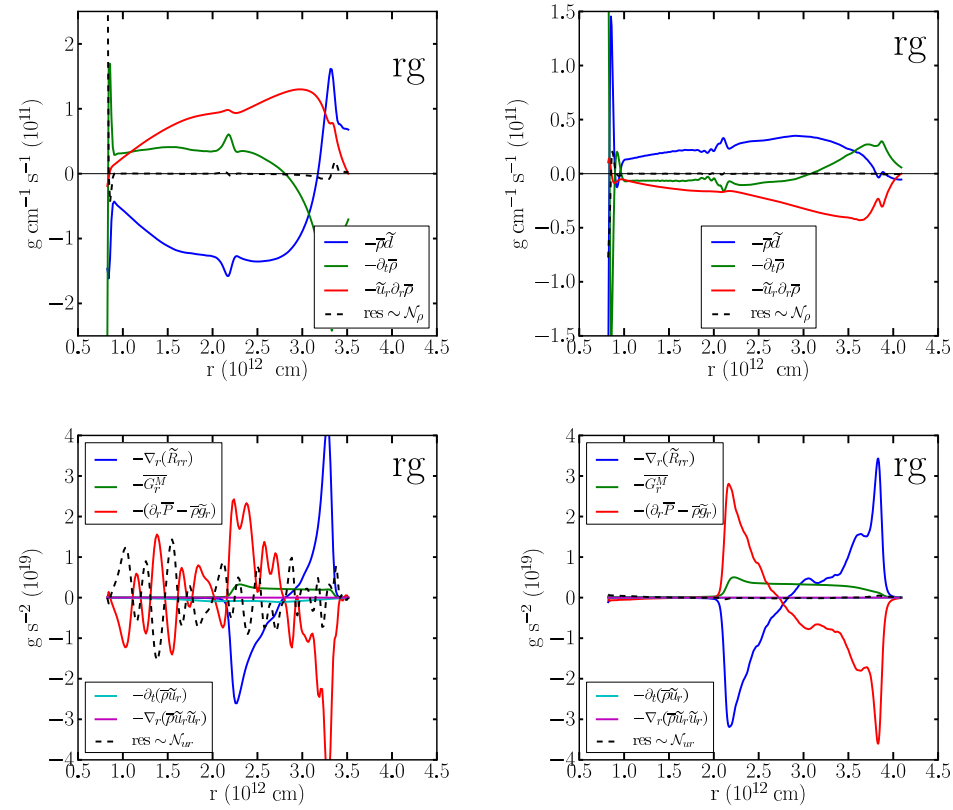 rg
g cm⁻¹ s⁻¹ (10¹¹)
2
1
0
−1
−2
−ρ̅d̃
−∂ₜρ̅
−ũᵣ∂ᵣρ̅
res ∼ 𝒩ρ
0.5 1.0 1.5 2.0 2.5 3.0 3.5 4.0 4.5
r (10¹² cm)
rg
g cm⁻¹ s⁻¹ (10¹¹)
1.5
1.0
0.5
0.0
−0.5
−1.0
−1.5
−ρ̅d̃
−∂ₜρ̅
−ũᵣ∂ᵣρ̅
res ∼ 𝒩ρ
0.5 1.0 1.5 2.0 2.5 3.0 3.5 4.0 4.5
r (10¹² cm)
rg
g s⁻² (10¹⁹)
4
3
2
1
0
−1
−2
−3
−4
−∇ᵣ(R̃ᵣᵣ)
−G̅ᵣᴹ
−(∂ᵣP̅ − ρ̅g̃ᵣ)
−∂ₜ(ρ̅ũᵣ)
−∇ᵣ(ρ̅ũᵣũᵣ)
res ∼ 𝒩ᵤᵣ
0.5 1.0 1.5 2.0 2.5 3.0 3.5 4.0 4.5
r (10¹² cm)
rg
g s⁻² (10¹⁹)
4
3
2
1
0
−1
−2
−3
−4
−∇ᵣ(R̃ᵣᵣ)
−G̅ᵣᴹ
−(∂ᵣP̅ − ρ̅g̃ᵣ)
−∂ₜ(ρ̅ũᵣ)
−∇ᵣ(ρ̅ũᵣũᵣ)
res ∼ 𝒩ᵤᵣ
0.5 1.0 1.5 2.0 2.5 3.0 3.5 4.0 4.5
r (10¹² cm)